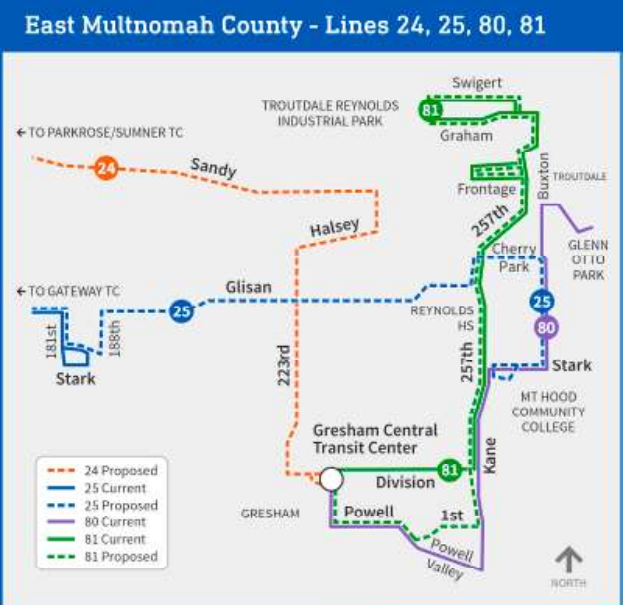 East Multnomah County - Lines 24, 25, 80, 81
Swigert
81
TROUTDALE REYNOLDS
INDUSTRIAL PARK
Graham
← TO PARKROSE/SUMNER TC
24
Sandy
Frontage
Buxton
TROUTDALE
257th
Halsey
Cherry
Park
GLENN
OTTO
PARK
← TO GATEWAY TC
Glisan
25
REYNOLDS
HS
25
80
181st
188th
Stark
223rd
257th
Stark
MT HOOD
COMMUNITY
COLLEGE
Gresham Central
Transit Center
Kane
81
Division
GRESHAM
Powell
1st
Powell
Valley
24 Proposed
25 Current
25 Proposed
80 Current
81 Current
81 Proposed
NORTH